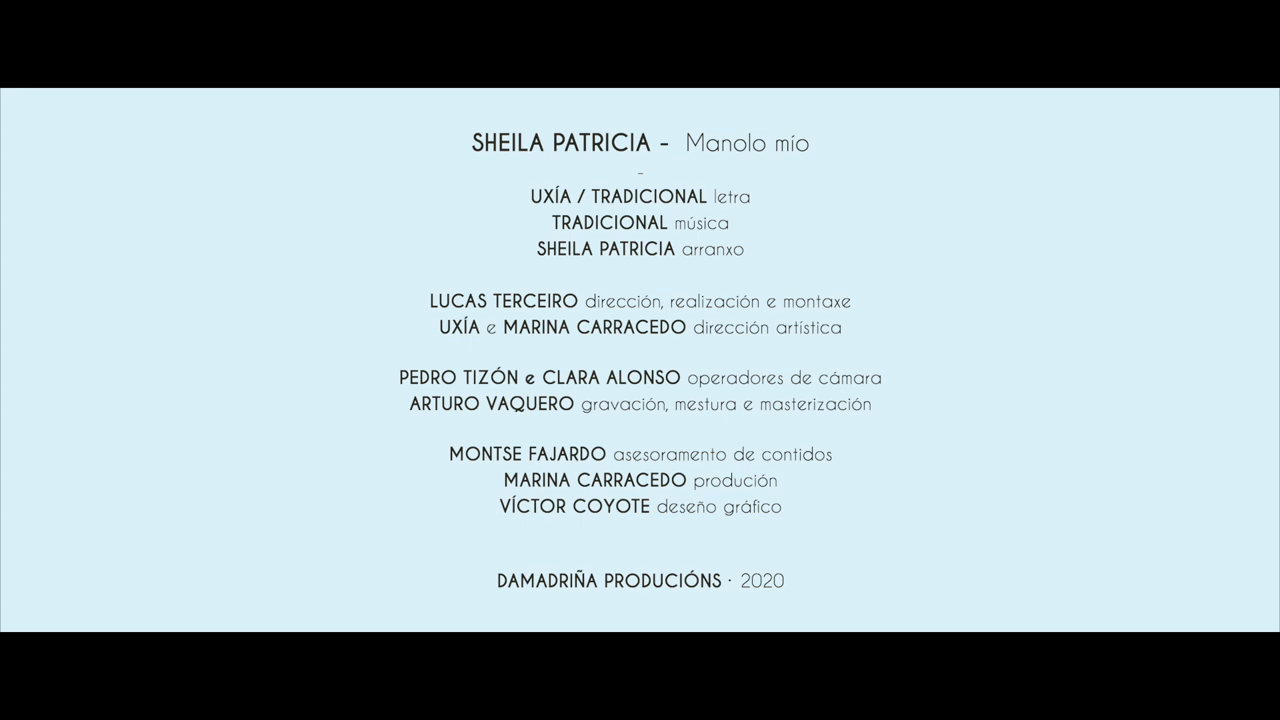 SHEILA PATRICIA - Manolo mío
-
UXÍA / TRADICIONAL letra
TRADICIONAL música
SHEILA PATRICIA arranxo
LUCAS TERCEIRO dirección, realización e montaxe
UXÍA e MARINA CARRACEDO dirección artística
PEDRO TIZÓN e CLARA ALONSO operadores de cámara
ARTURO VAQUERO gravación, mestura e masterización
MONTSE FAJARDO asesoramento de contidos
MARINA CARRACEDO produción
VÍCTOR COYOTE deseño gráfico
DAMADRIÑA PRODUCIÓNS · 2020